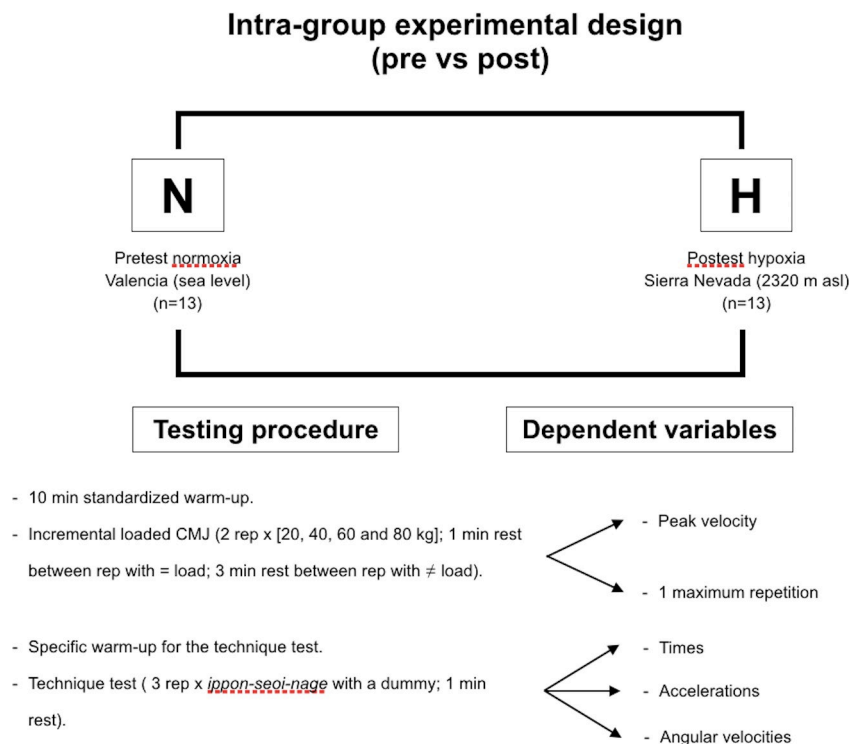 Intra-group experimental design
(pre vs post)
N
H
Pretest normoxia
Valencia (sea level)
(n=13)
Postest hypoxia
Sierra Nevada (2320 m asl)
(n=13)
Testing procedure
Dependent variables
- 10 min standardized warm-up.
- Incremental loaded CMJ (2 rep x [20, 40, 60 and 80 kg]; 1 min rest
between rep with = load; 3 min rest between rep with ≠ load).
- Peak velocity
- 1 maximum repetition
- Specific warm-up for the technique test.
- Technique test ( 3 rep x ippon-seoi-nage with a dummy; 1 min
rest).
- Times
- Accelerations
- Angular velocities